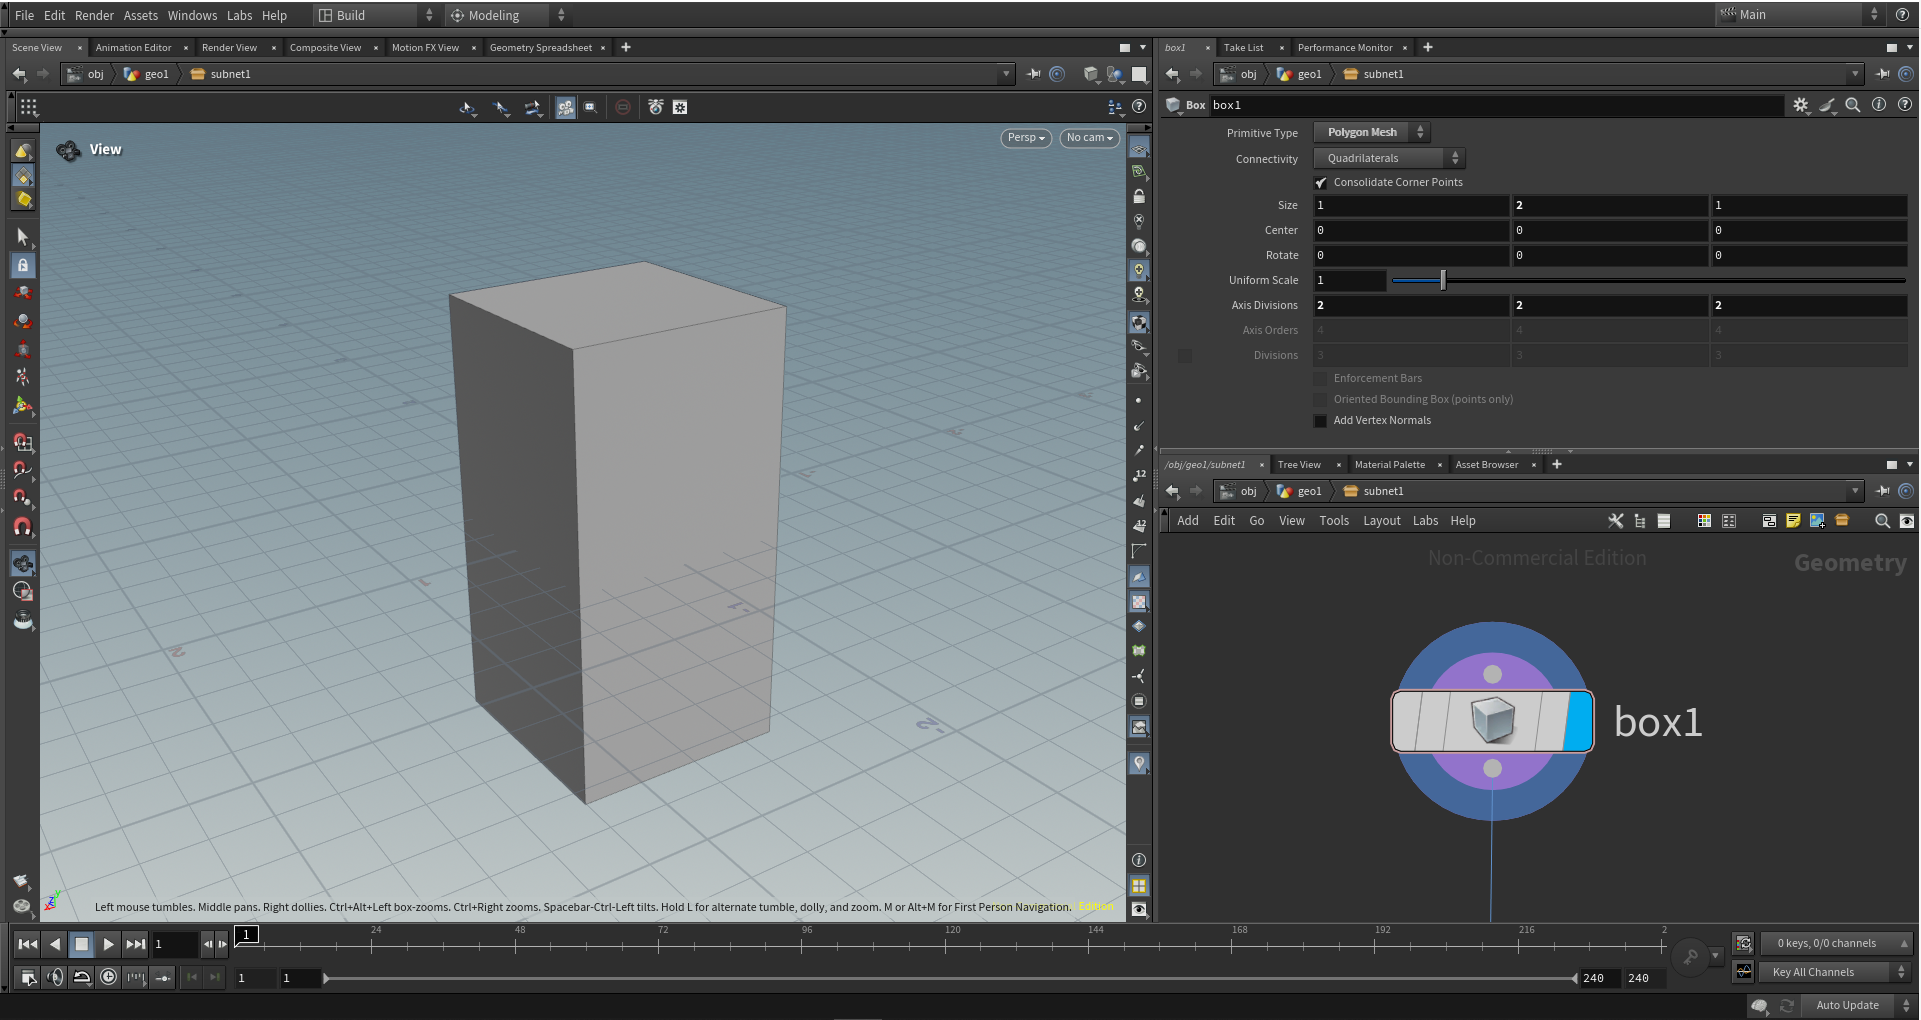 File Edit Render Assets Windows Labs Help Build Modeling Main
Scene View Animation Editor Render View Composite View Motion FX View Geometry Spreadsheet
box1 Take List Performance Monitor
obj geo1 subnet1
obj geo1 subnet1
Box box1
View
Persp No cam
Primitive Type Polygon Mesh
Connectivity Quadrilaterals
Consolidate Corner Points
Size 1 2 1
Center 0 0 0
Rotate 0 0 0
Uniform Scale 1
Axis Divisions 2 2 2
Axis Orders 4 4 4
Divisions 3 3 3
Enforcement Bars
Oriented Bounding Box (points only)
Add Vertex Normals
/obj/geo1/subnet1 Tree View Material Palette Asset Browser
obj geo1 subnet1
Add Edit Go View Tools Layout Labs Help
Non-Commercial Edition Geometry
box1
12
12
-1
-2
2
Left mouse tumbles. Middle pans. Right dollies. Ctrl+Alt+Left box-zooms. Ctrl+Right zooms. Spacebar-Ctrl-Left tilts. Hold L for alternate tumble, dolly, and zoom. M or Alt+M for First Person Navigation. Edition
1 1 24 48 72 96 120 144 168 192 216 2
0 keys, 0/0 channels
1 1 240 240
Key All Channels
Auto Update